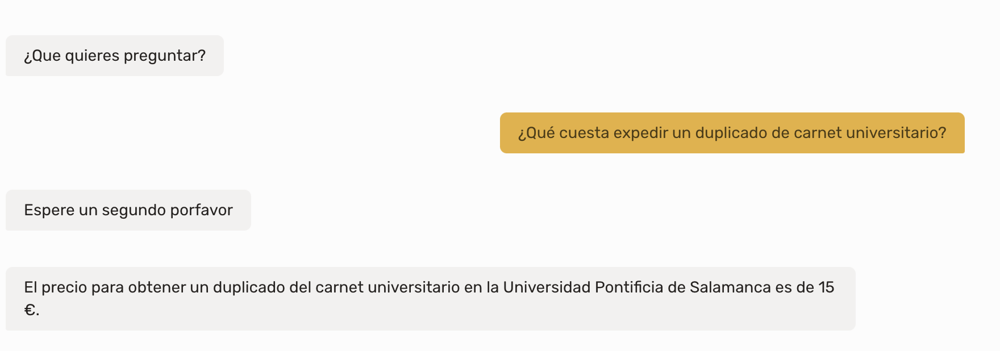 ¿Que quieres preguntar?
¿Qué cuesta expedir un duplicado de carnet universitario?
Espere un segundo porfavor
El precio para obtener un duplicado del carnet universitario en la Universidad Pontificia de Salamanca es de 15
€.